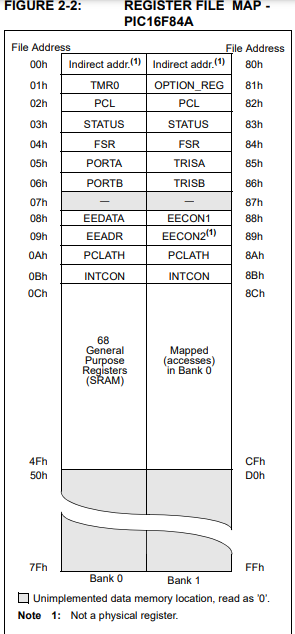 FIGURE 2-2: REGISTER FILE MAP -
PIC16F84A
File Address File Address
00h Indirect addr.(1) Indirect addr.(1) 80h
01h TMR0 OPTION_REG 81h
02h PCL PCL 82h
03h STATUS STATUS 83h
04h FSR FSR 84h
05h PORTA TRISA 85h
06h PORTB TRISB 86h
07h — — 87h
08h EEDATA EECON1 88h
09h EEADR EECON2(1) 89h
0Ah PCLATH PCLATH 8Ah
0Bh INTCON INTCON 8Bh
0Ch 8Ch
68
General Mapped
Purpose (accesses)
Registers in Bank 0
(SRAM)
4Fh CFh
50h D0h
7Fh FFh
Bank 0 Bank 1
Unimplemented data memory location, read as '0'.
Note 1: Not a physical register.